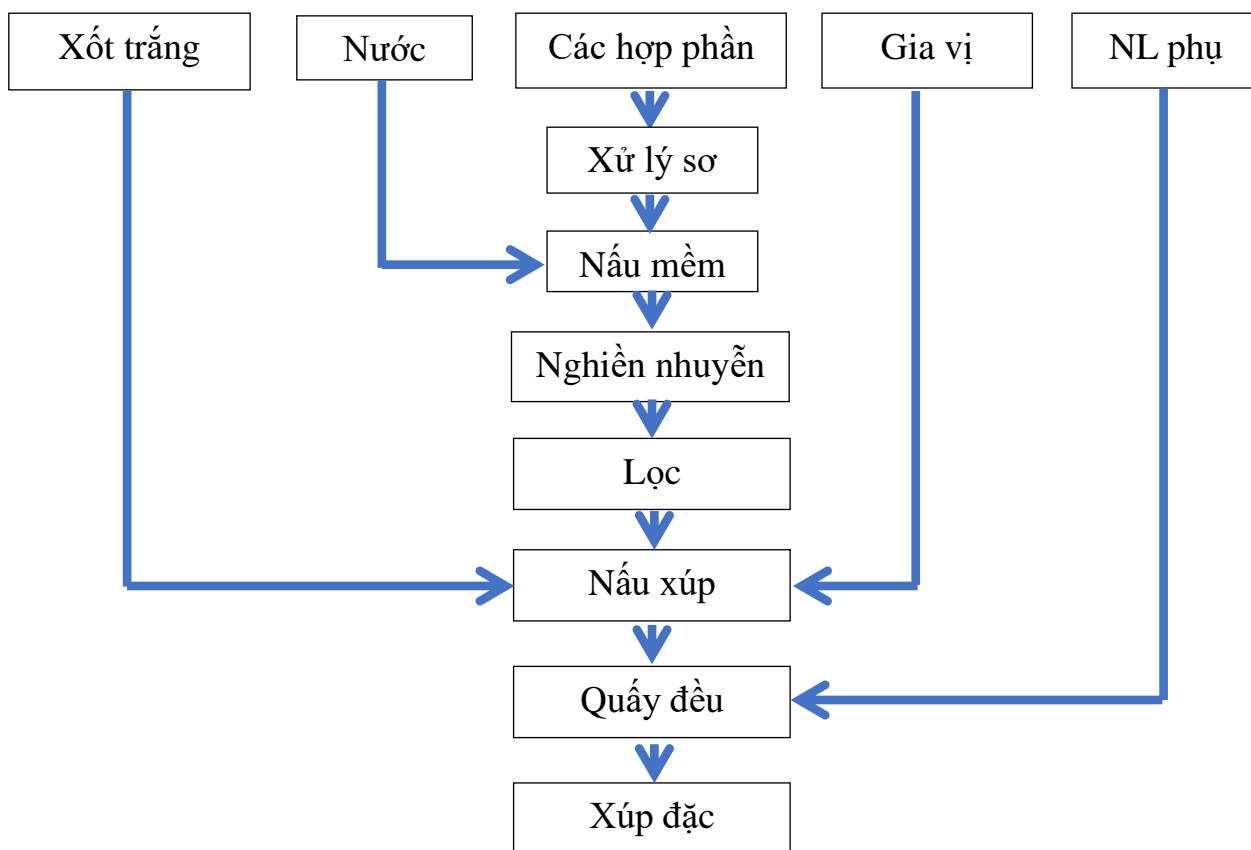 Xốt trắng
Nước
Các hợp phần
Gia vị
NL phụ
Xử lý sơ
Nấu mềm
Nghiền nhuyễn
Lọc
Nấu xúp
Quấy đều
Xúp đặc